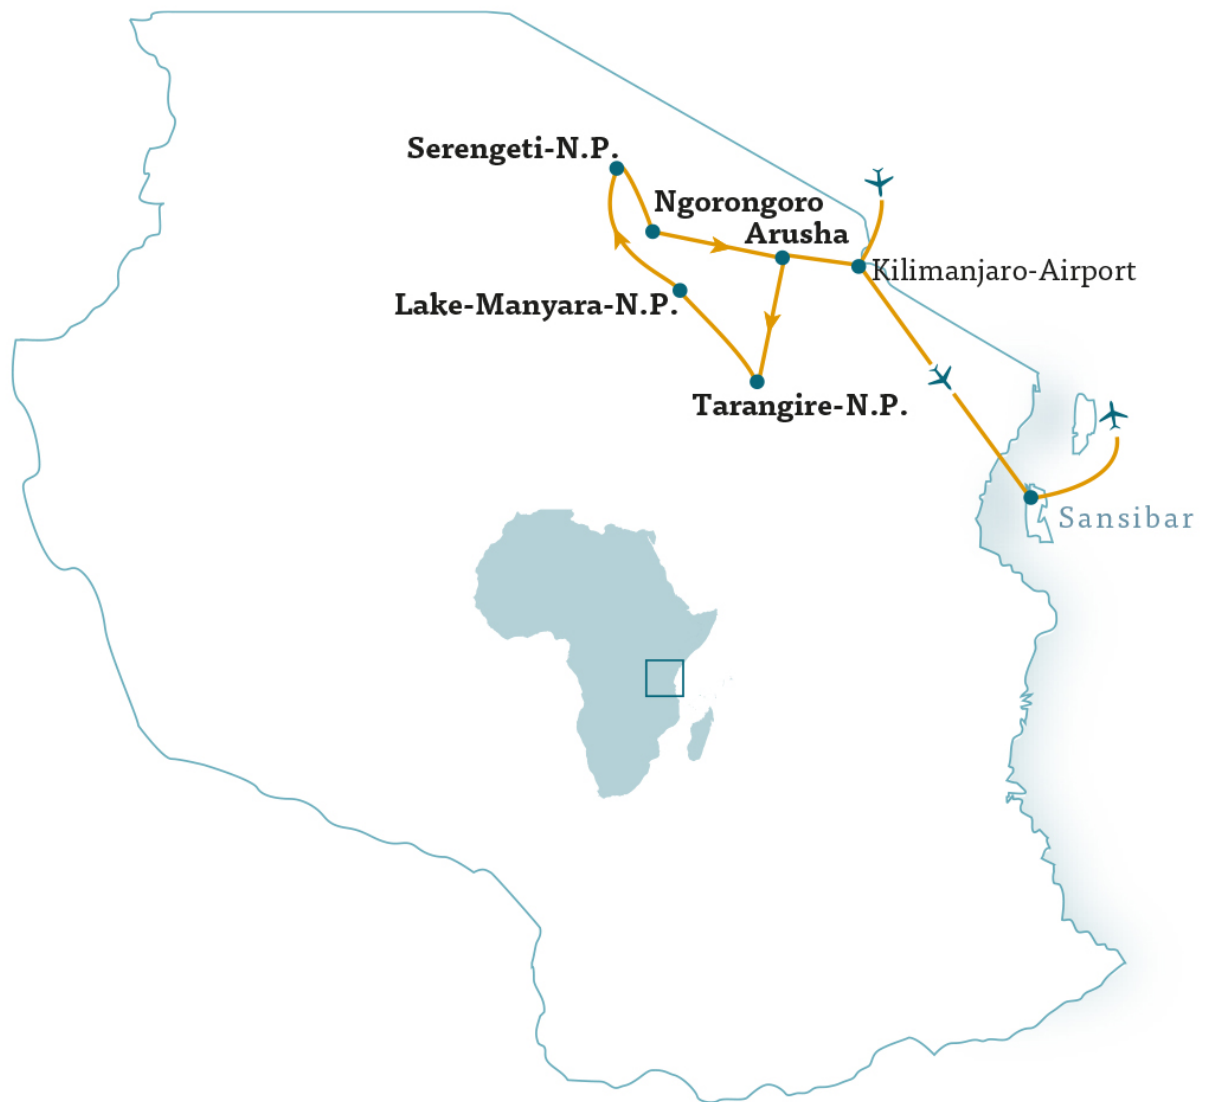 Serengeti-N.P.
Ngorongoro
Arusha
Kilimanjaro-Airport
Lake-Manyara-N.P.
Tarangire-N.P.
Sansibar